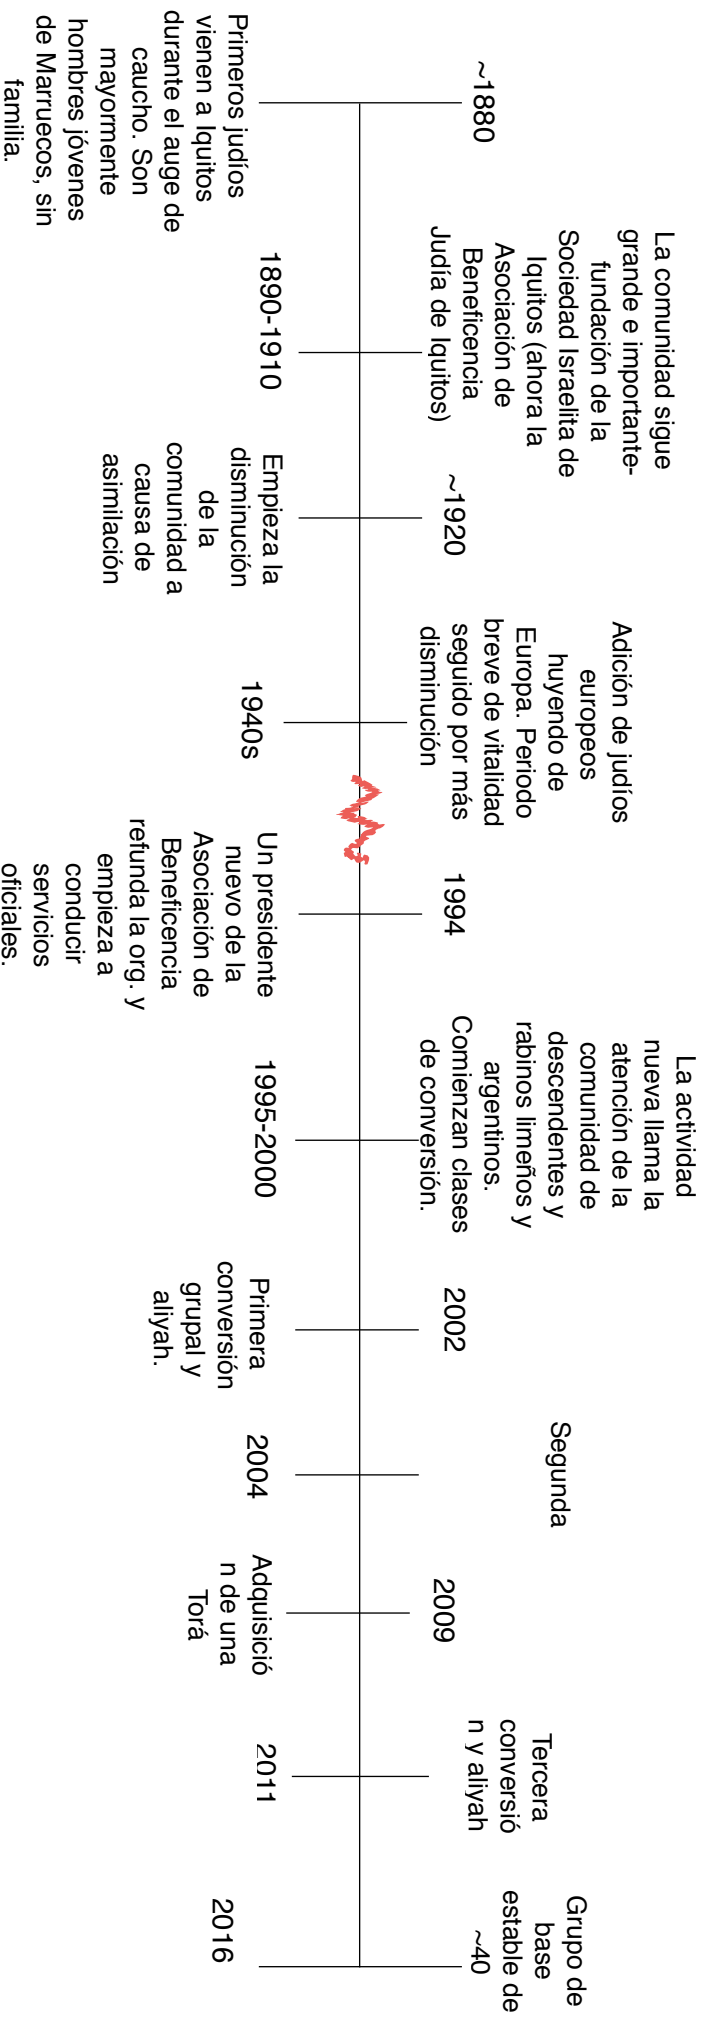 ~1880
Primeros judíos
vienen a Iquitos
durante el auge de
caucho. Son
mayormente
hombres jóvenes
de Marruecos, sin
familia.
La comunidad sigue
grande e importante-
fundación de la
Sociedad Israelita de
Iquitos (ahora la
Asociación de
Beneficencia
Judía de Iquitos)
1890-1910
~1920
Empieza la
disminución
de la
comunidad a
causa de
asimilación
Adición de judíos
europeos
huyendo de
Europa. Periodo
breve de vitalidad
seguido por más
disminución
1940s
1994
Un presidente
nuevo de la
Asociación de
Beneficencia
refunda la org. y
empieza a
conducir
servicios
oficiales.
La actividad
nueva llama la
atención de la
comunidad de
descendentes y
rabinos limeños y
argentinos.
Comienzan clases
de conversión.
1995-2000
2002
Primera
conversión
grupal y
aliyah.
Segunda
2004
2009
Adquisició
n de una
Torá
Tercera
conversió
n y aliyah
2011
Grupo de
base
estable de
~40
2016